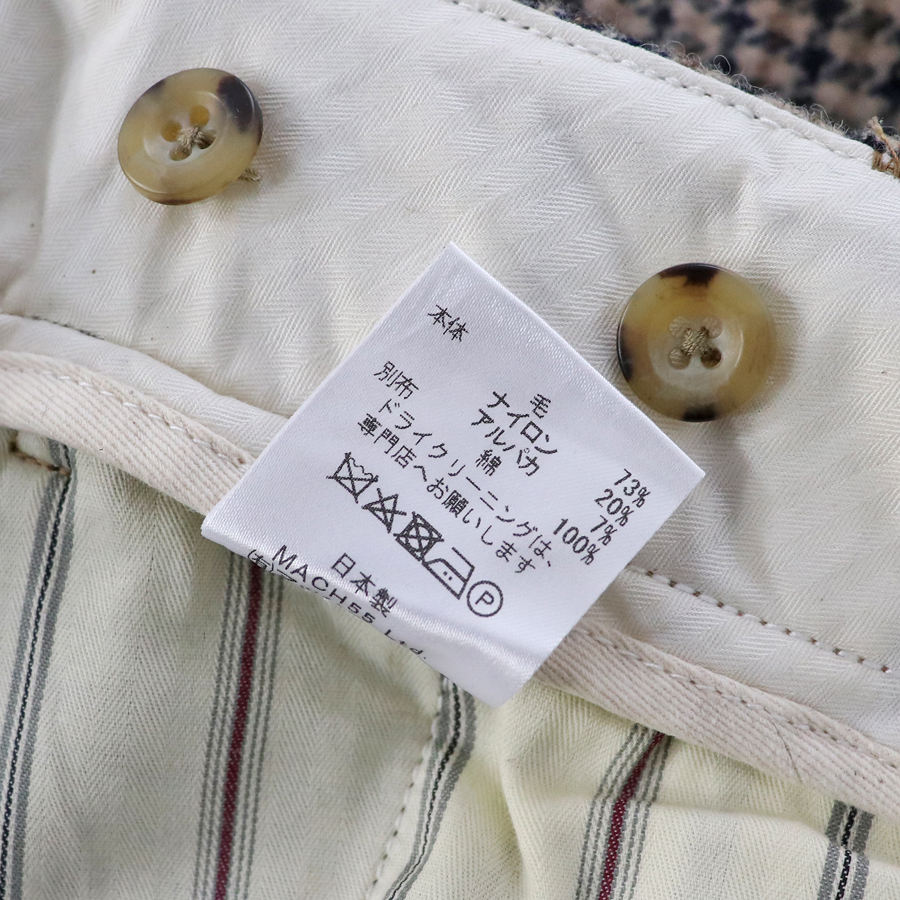 本体
毛 73%
ナイロン 20%
アルパカ 7%
別布 綿 100%
ドライクリーニングは、
専門店へお願いします
P
日本製
MACH55 Ltd.